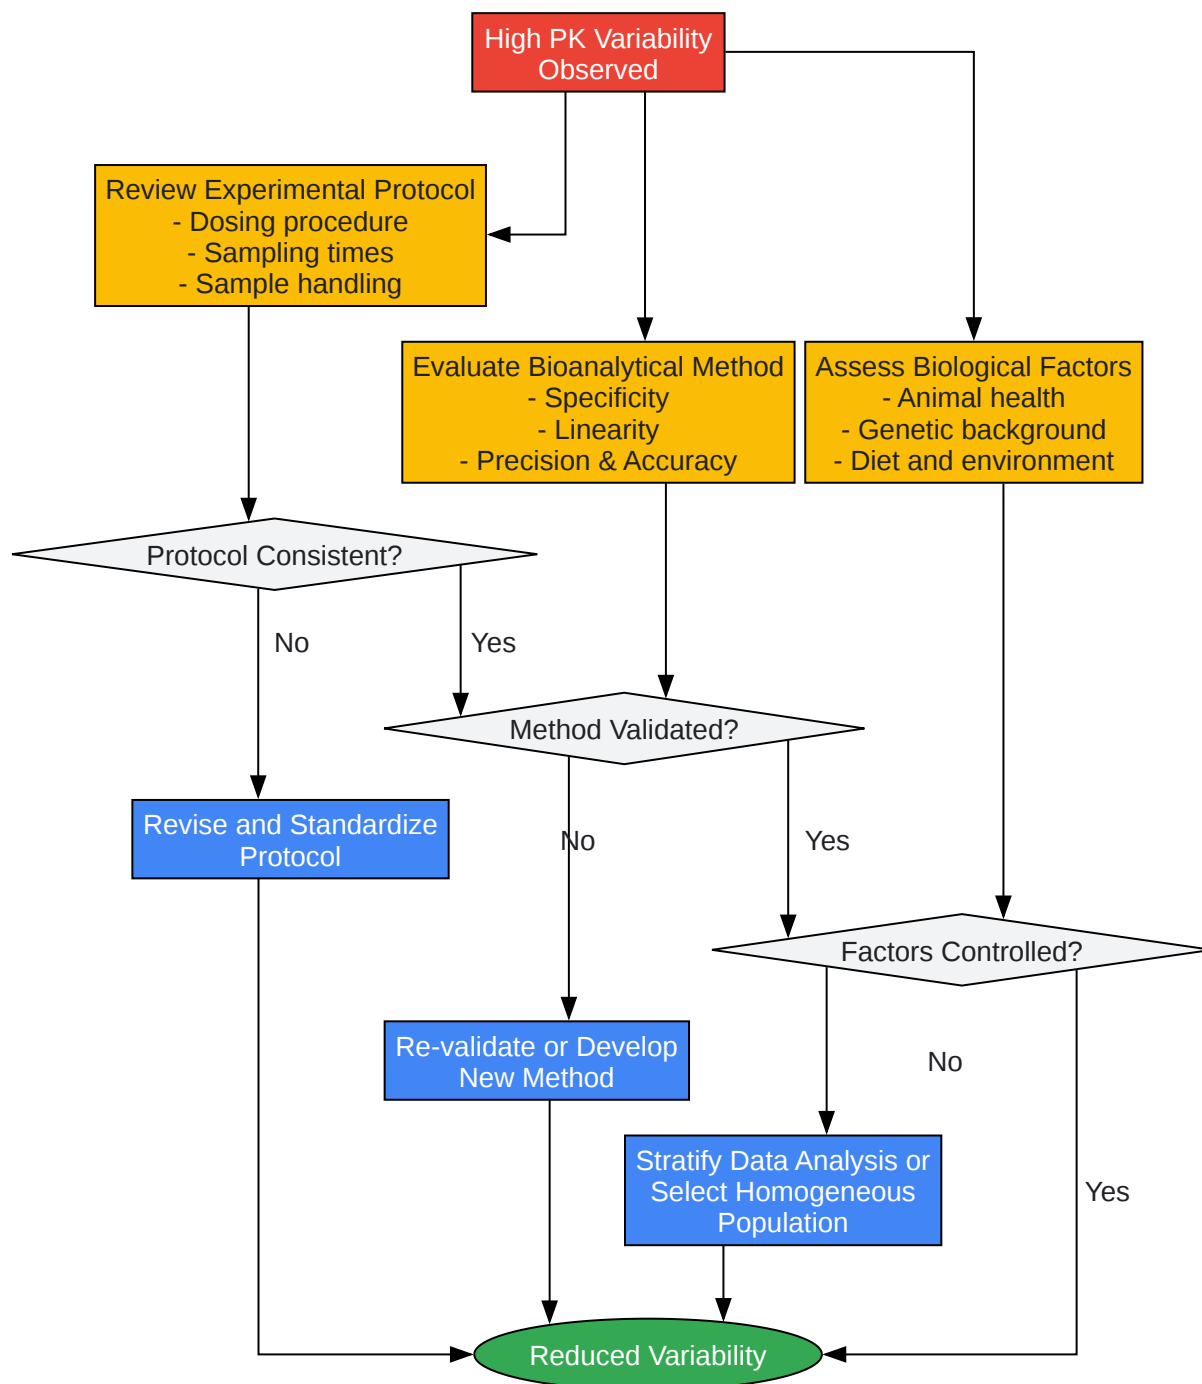 High PK Variability
Observed
Review Experimental Protocol
- Dosing procedure
- Sampling times
- Sample handling
Evaluate Bioanalytical Method
- Specificity
- Linearity
- Precision & Accuracy
Assess Biological Factors
- Animal health
- Genetic background
- Diet and environment
Protocol Consistent?
No
Yes
Method Validated?
Revise and Standardize
Protocol
No
Yes
Factors Controlled?
Re-validate or Develop
New Method
No
Stratify Data Analysis or
Select Homogeneous
Population
Yes
Reduced Variability